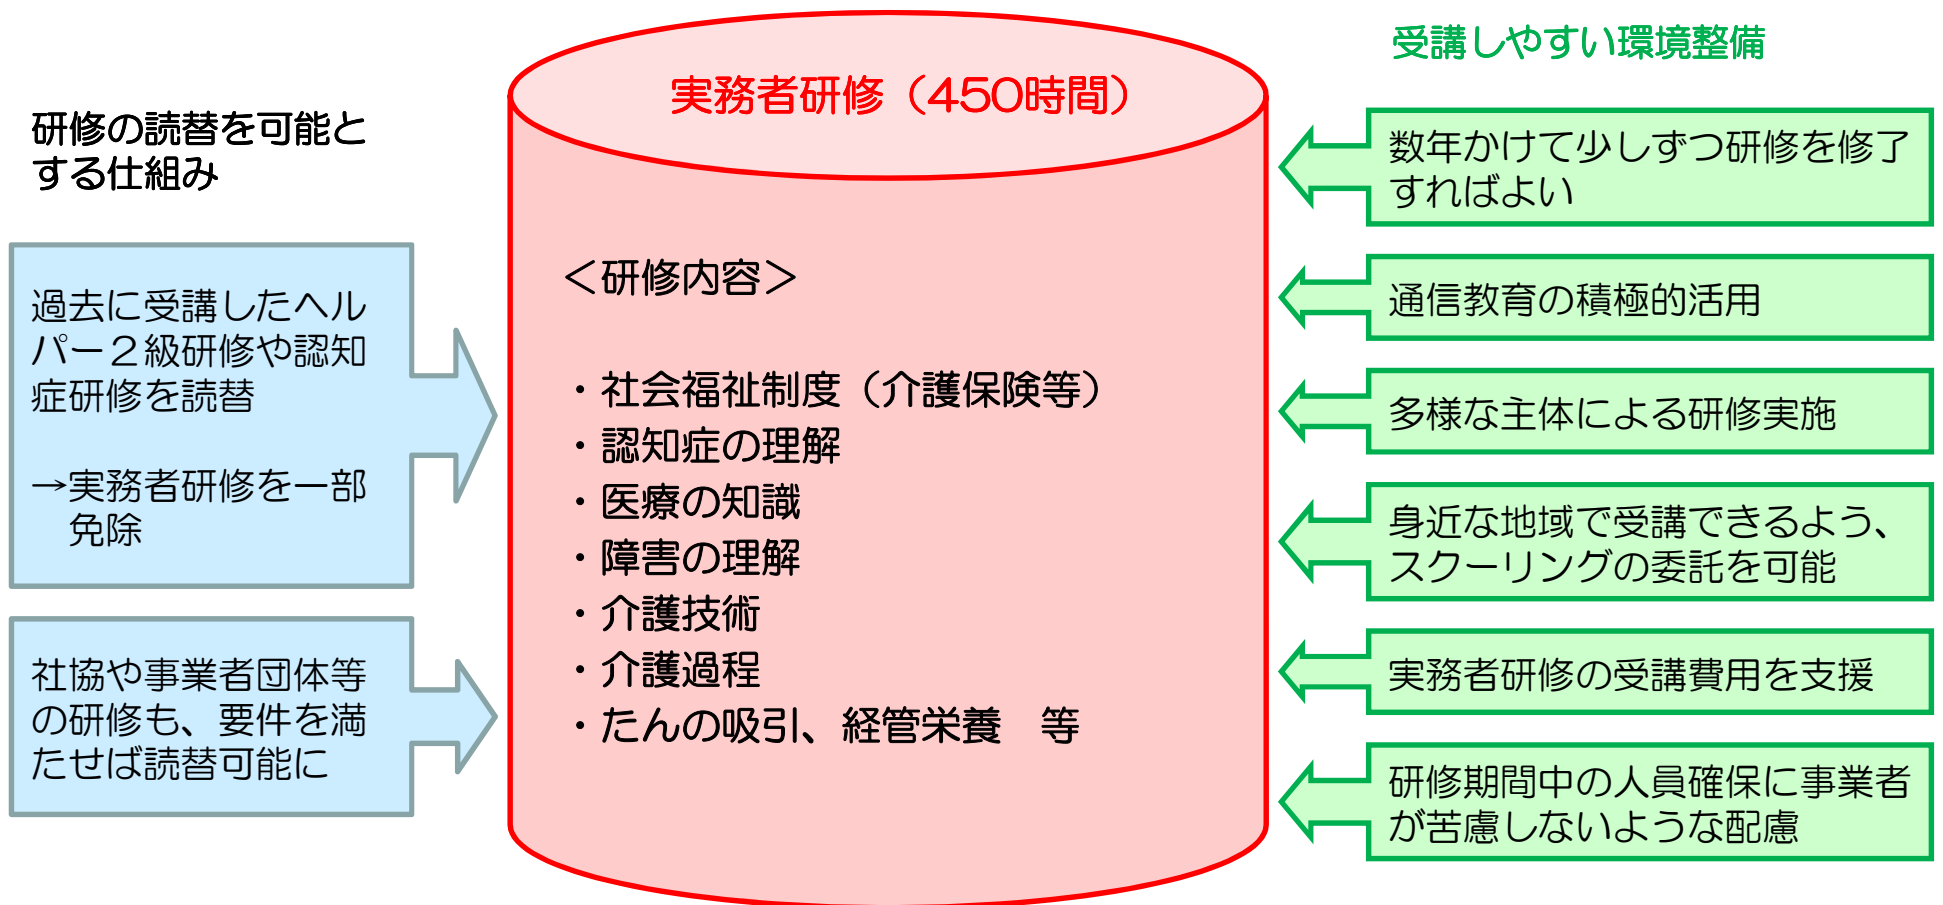 研修の読替を可能と
する仕組み
過去に受講したヘル
パー２級研修や認知
症研修を読替
→実務者研修を一部
免除
社協や事業者団体等
の研修も、要件を満
たせば読替可能に
実務者研修（450時間）
＜研修内容＞
・社会福祉制度（介護保険等）
・認知症の理解
・医療の知識
・障害の理解
・介護技術
・介護過程
・たんの吸引、経管栄養　等
受講しやすい環境整備
数年かけて少しずつ研修を修了
すればよい
通信教育の積極的活用
多様な主体による研修実施
身近な地域で受講できるよう、
スクーリングの委託を可能
実務者研修の受講費用を支援
研修期間中の人員確保に事業者
が苦慮しないような配慮